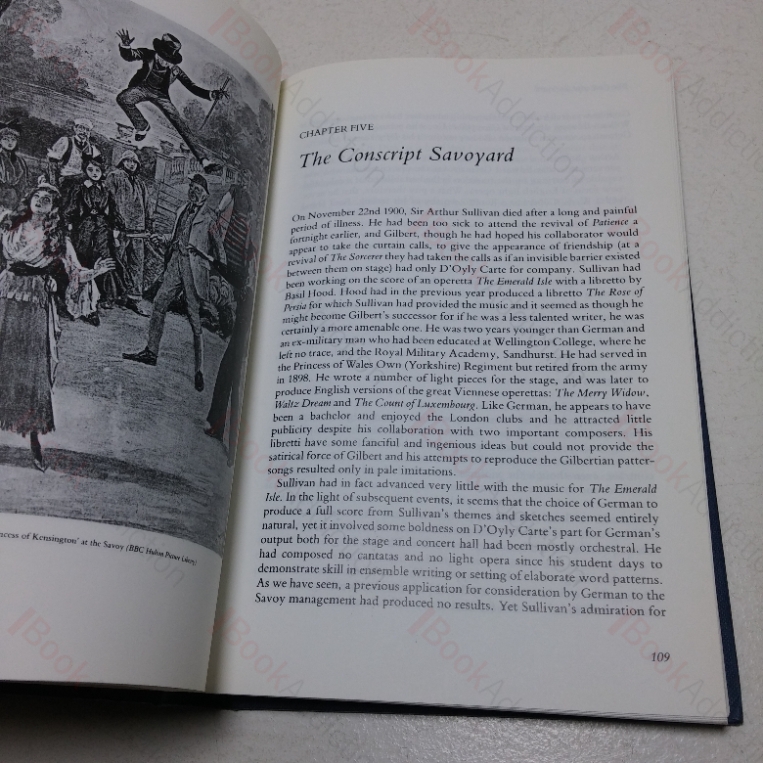 ncess of Kensington' at the Savoy (BBC Hulton Picture Library)
CHAPTER FIVE
The Conscript Savoyard
On November 22nd 1900, Sir Arthur Sullivan died after a long and painful
period of illness. He had been too sick to attend the revival of Patience a
fortnight earlier, and Gilbert, though he had hoped his collaborator would
appear to take the curtain calls, to give the appearance of friendship (at a
revival of The Sorcerer they had taken the calls as if an invisible barrier existed
between them on stage) had only D'Oyly Carte for company. Sullivan had
been working on the score of an operetta The Emerald Isle with a libretto by
Basil Hood. Hood had in the previous year produced a libretto The Rose of
Persia for which Sullivan had provided the music and it seemed as though he
might become Gilbert's successor for if he was a less talented writer, he was
certainly a more amenable one. He was two years younger than German and
an ex-military man who had been educated at Wellington College, where he
left no trace, and the Royal Military Academy, Sandhurst. He had served in
the Princess of Wales Own (Yorkshire) Regiment but retired from the army
in 1898. He wrote a number of light pieces for the stage, and was later to
produce English versions of the great Viennese operettas: The Merry Widow,
Waltz Dream and The Count of Luxembourg. Like German, he appears to have
been a bachelor and enjoyed the London clubs and he attracted little
publicity despite his collaboration with two important composers. His
libretti have some fanciful and ingenious ideas but could not provide the
satirical force of Gilbert and his attempts to reproduce the Gilbertian patter-
songs resulted only in pale imitations.
Sullivan had in fact advanced very little with the music for The Emerald
Isle. In the light of subsequent events, it seems that the choice of German to
produce a full score from Sullivan's themes and sketches seemed entirely
natural, yet it involved some boldness on D'Oyly Carte's part for German's
output both for the stage and concert hall had been mostly orchestral. He
had composed no cantatas and no light opera since his student days to
demonstrate skill in ensemble writing or setting of elaborate word patterns.
As we have seen, a previous application for consideration by German to the
Savoy management had produced no results. Yet Sullivan's admiration for
109
BookAddiction